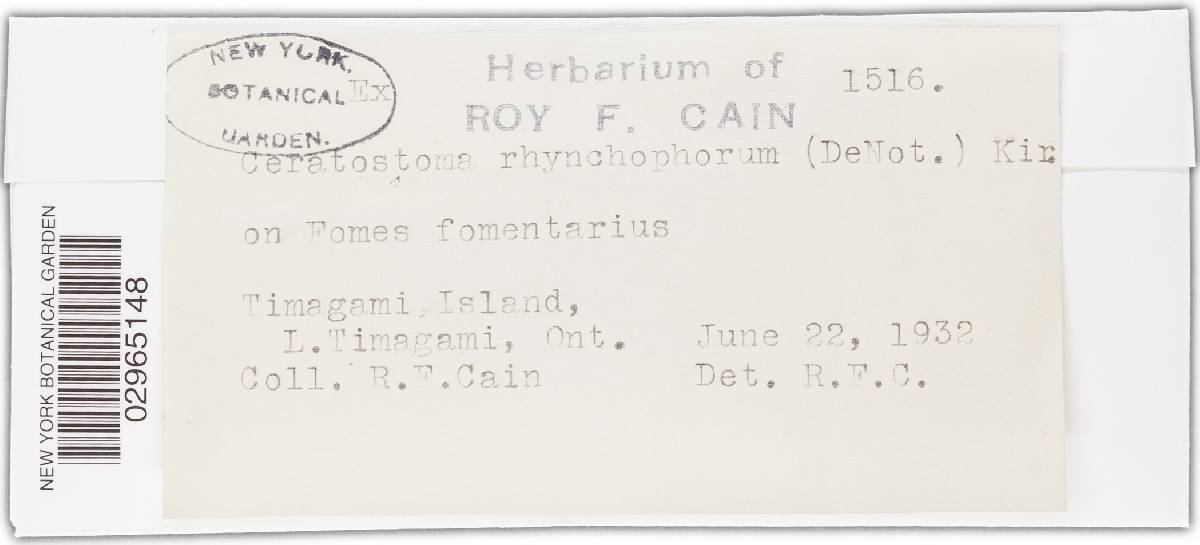 NEW YORK.
BOTANICAL
GARDEN.
Ex Herbarium of 1516.
ROY F. CAIN
Ceratostoma rhynchophorum (DeNot.) Kir.
on Fomes fomentarius
Timagami Island,
L.Timagami, Ont. June 22, 1932
Coll. R.F.Cain Det. R.F.C.
NEW YORK BOTANICAL GARDEN
02965148